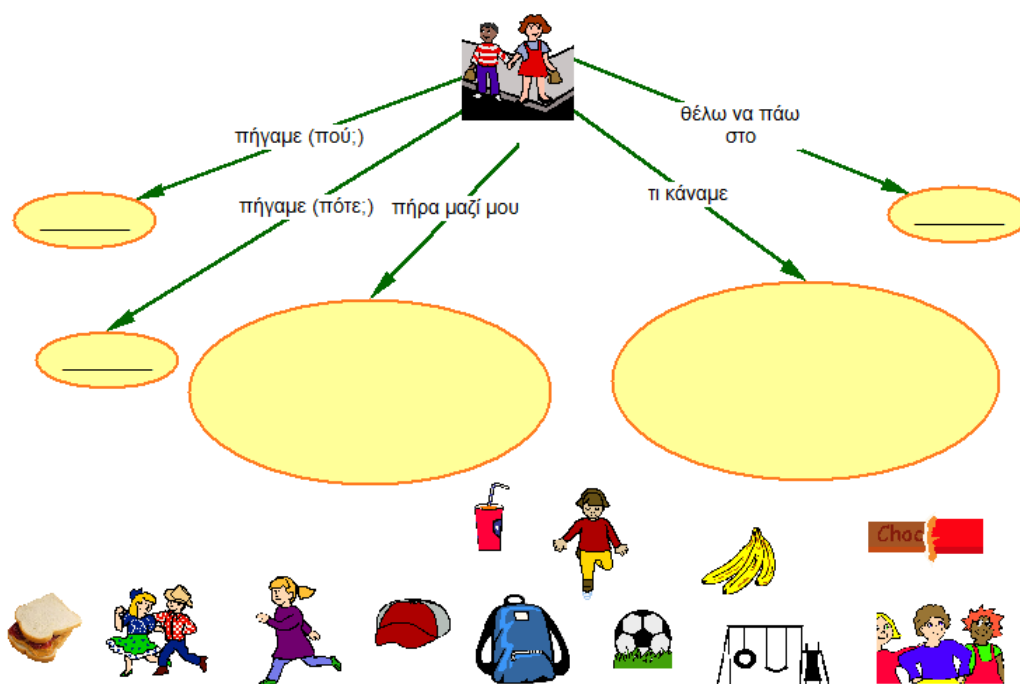 θέλω να πάω
στο
πήγαμε (πού;)
τι κάναμε
πήγαμε (πότε;)
πήρα μαζί μου
Choc